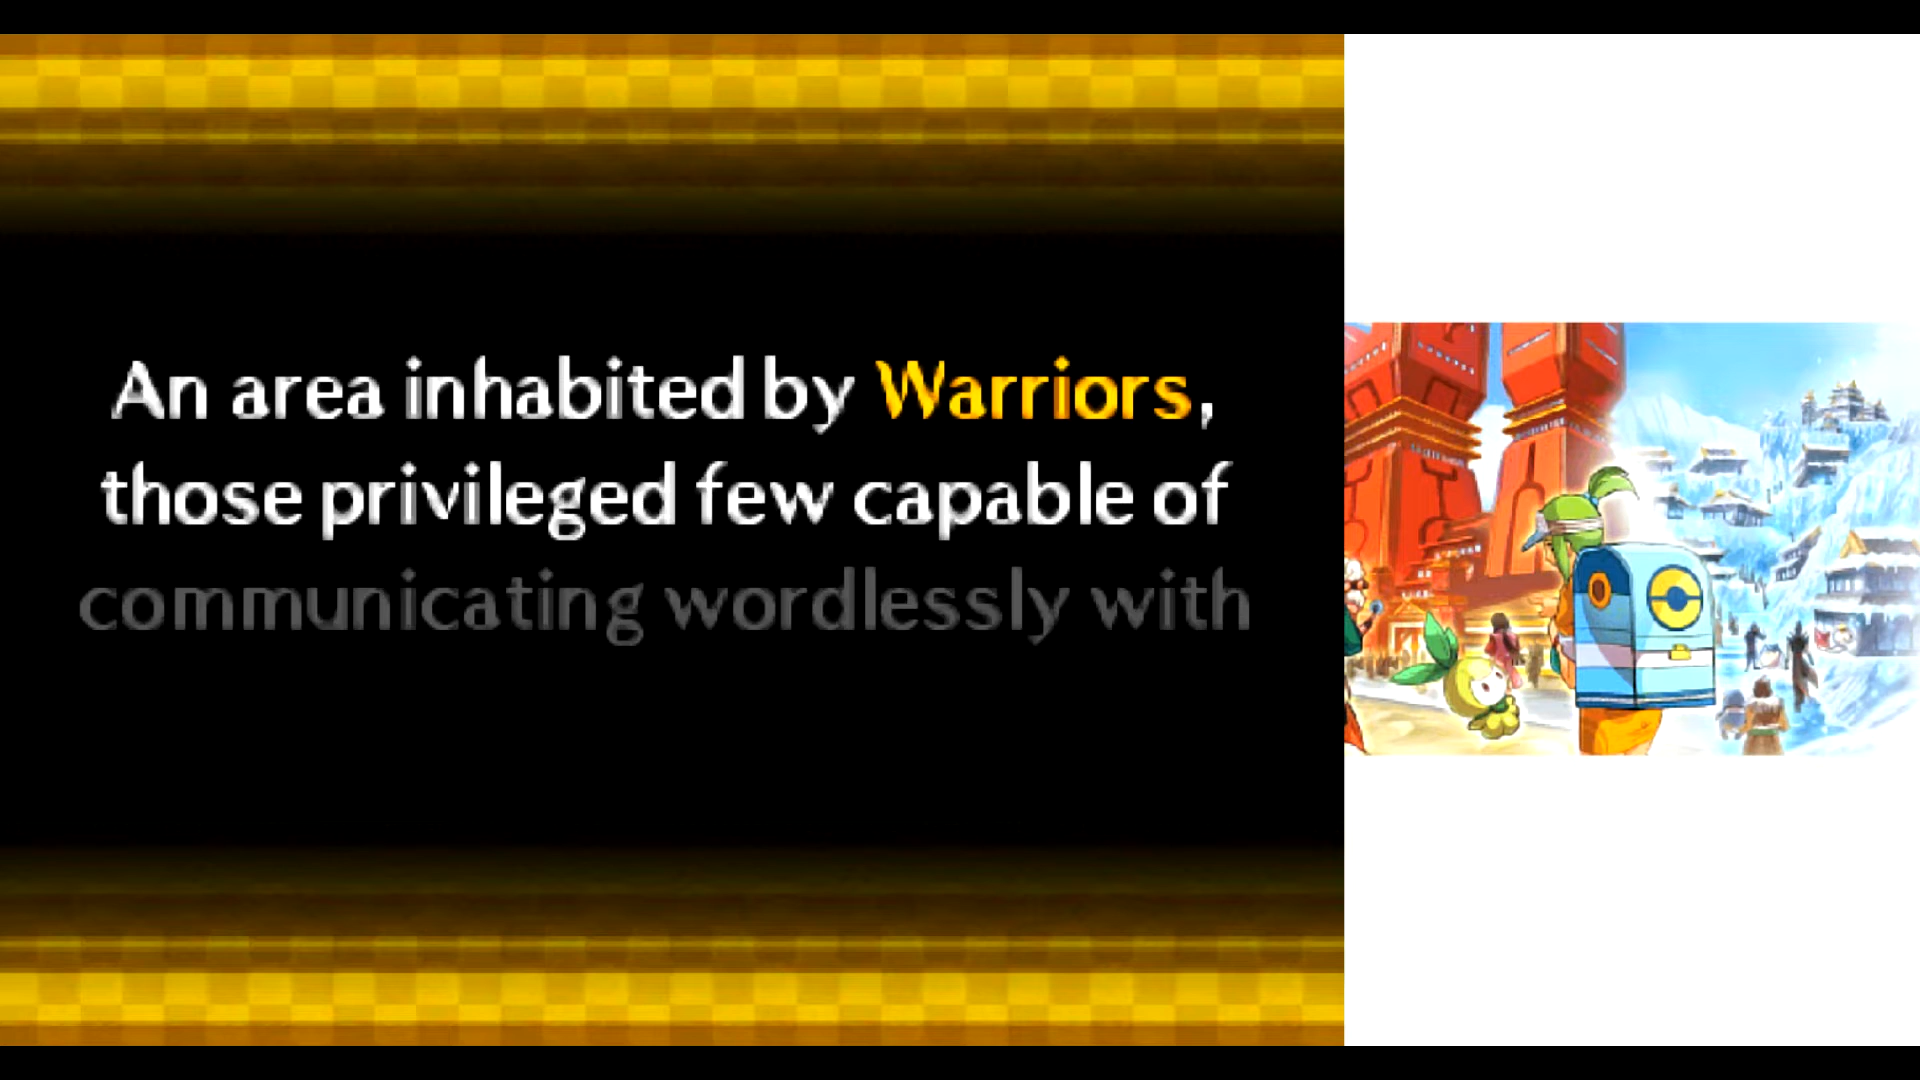 An area inhabited by Warriors,
those privileged few capable of
communicating wordlessly with